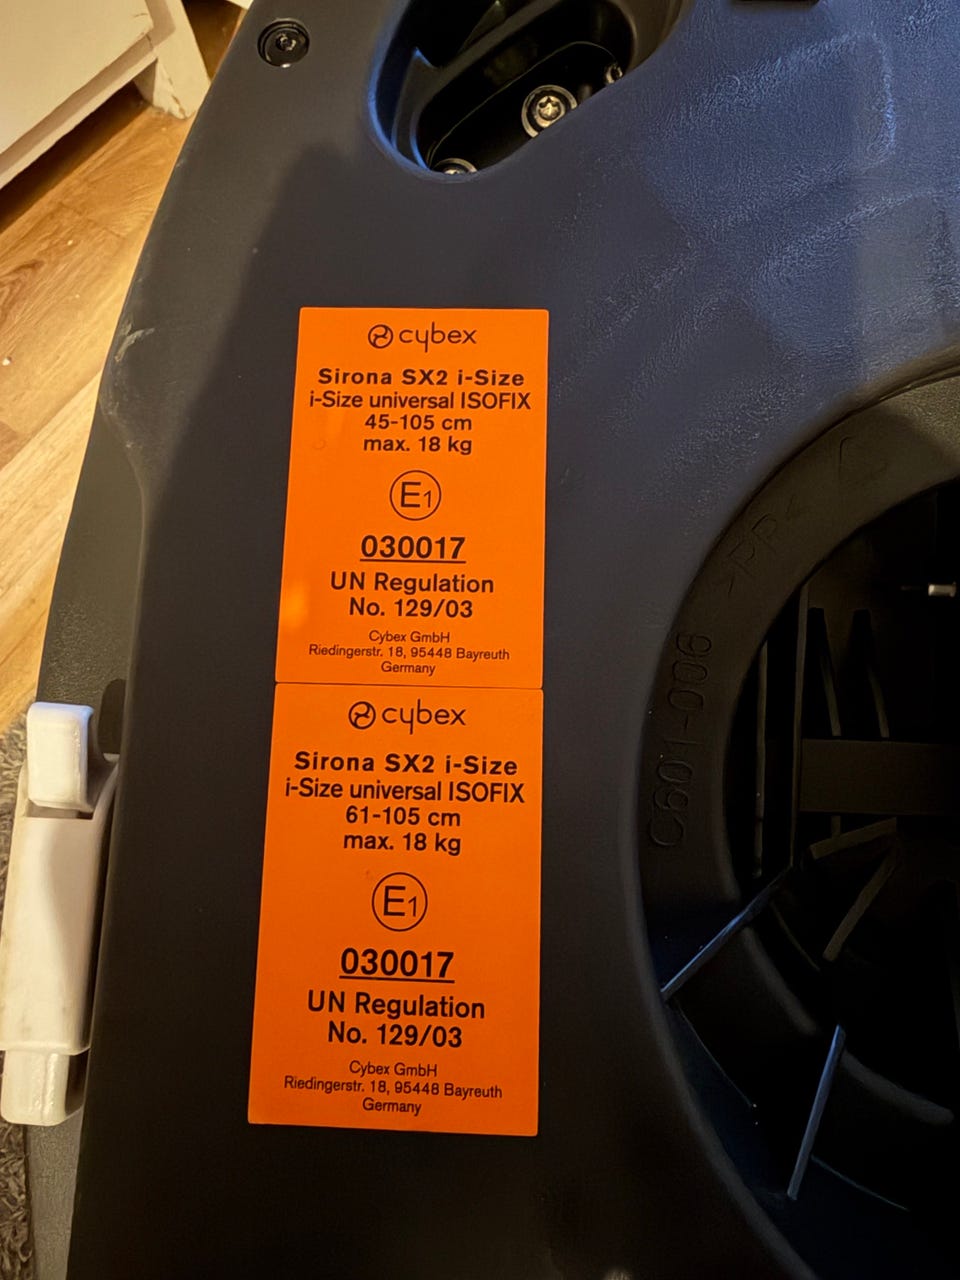 cybex
Sirona SX2 i-Size
i-Size universal ISOFIX
45-105 cm
max. 18 kg
E1
030017
UN Regulation
No. 129/03
Cybex GmbH
Riedingerstr. 18, 95448 Bayreuth
Germany
cybex
Sirona SX2 i-Size
i-Size universal ISOFIX
61-105 cm
max. 18 kg
E1
030017
UN Regulation
No. 129/03
Cybex GmbH
Riedingerstr. 18, 95448 Bayreuth
Germany